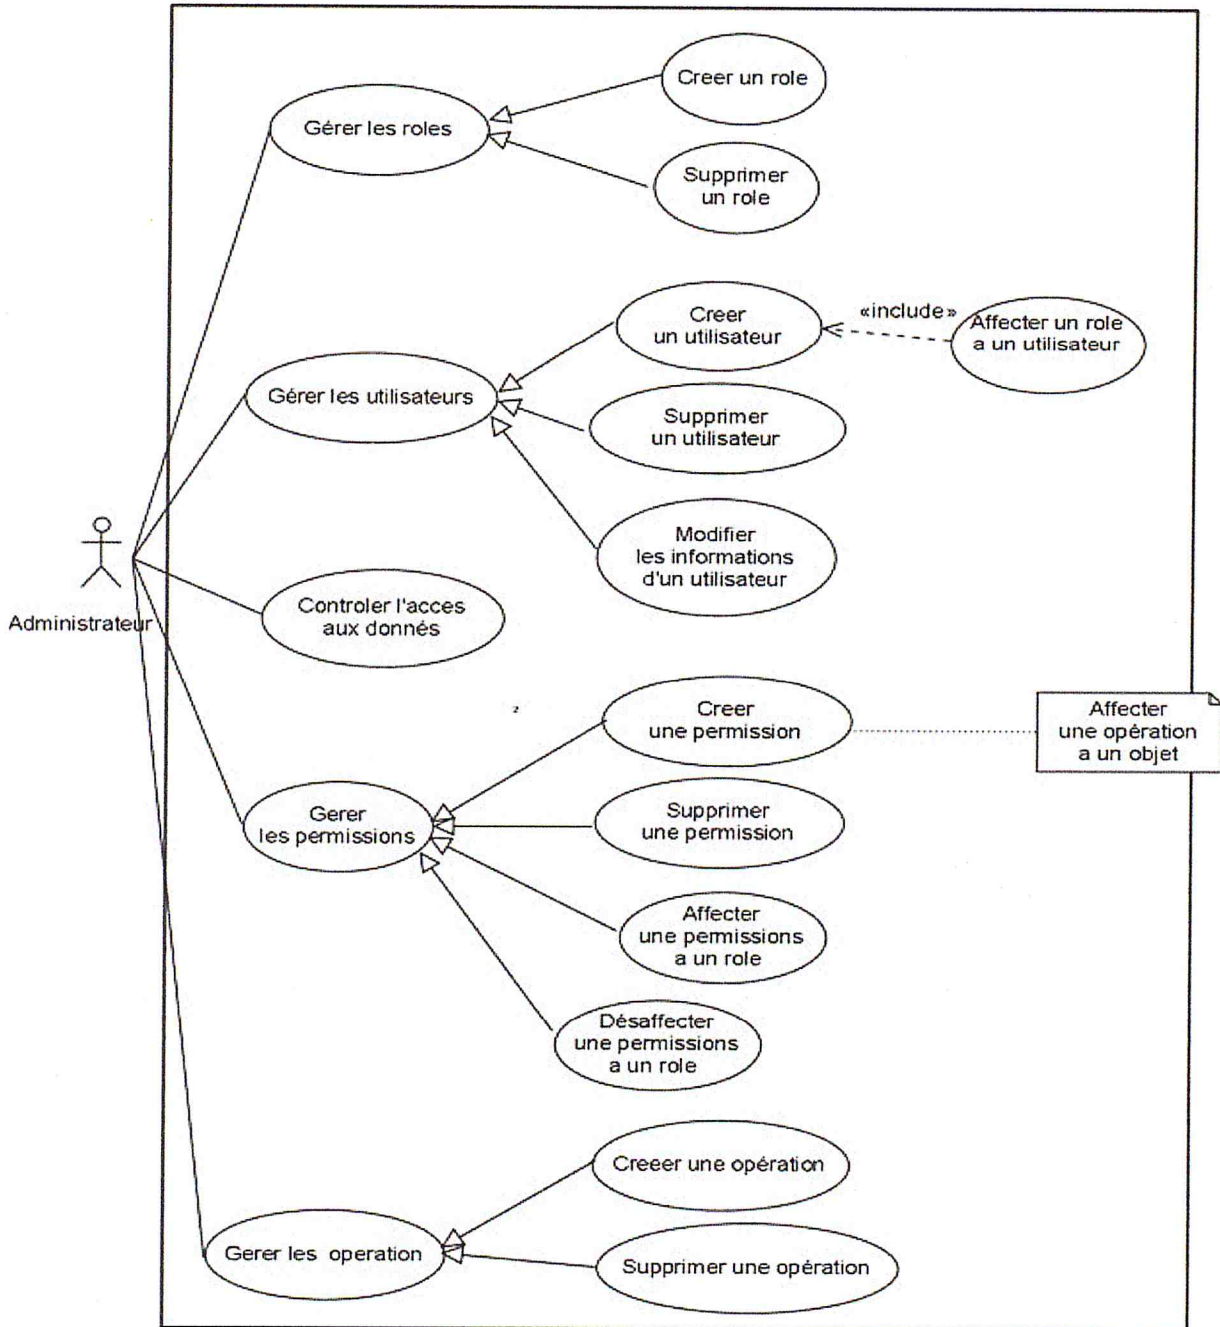 Creer un role
Gérer les roles
Supprimer
un role
Creer
un utilisateur
«include»
Affecter un role
a un utilisateur
Gérer les utilisateurs
Supprimer
un utilisateur
Modifier
les informations
d'un utilisateur
Controler l'acces
aux donnés
Administrateur
Creer
une permission
Affecter
une opération
a un objet
Gerer
les permissions
Supprimer
une permission
Affecter
une permissions
a un role
Désaffecter
une permissions
a un role
Creeer une opération
Gerer les operation
Supprimer une opération